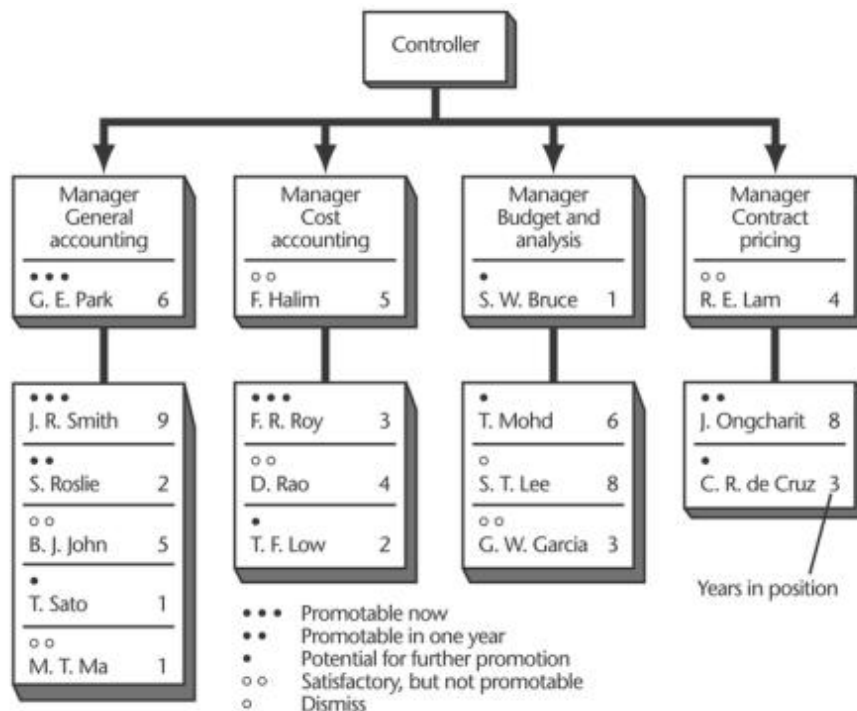 Controller
Manager
General
accounting
G. E. Park 6
Manager
Cost
accounting
F. Halim 5
Manager
Budget and
analysis
S. W. Bruce 1
Manager
Contract
pricing
R. E. Lam 4
J. R. Smith 9
S. Roslie 2
B. J. John 5
T. Sato 1
M. T. Ma 1
F. R. Roy 3
D. Rao 4
T. F. Low 2
T. Mohd 6
S. T. Lee 8
G. W. Garcia 3
J. Ongcharit 8
C. R. de Cruz 3
Years in position
Promotable now
Promotable in one year
Potential for further promotion
Satisfactory, but not promotable
Dismiss